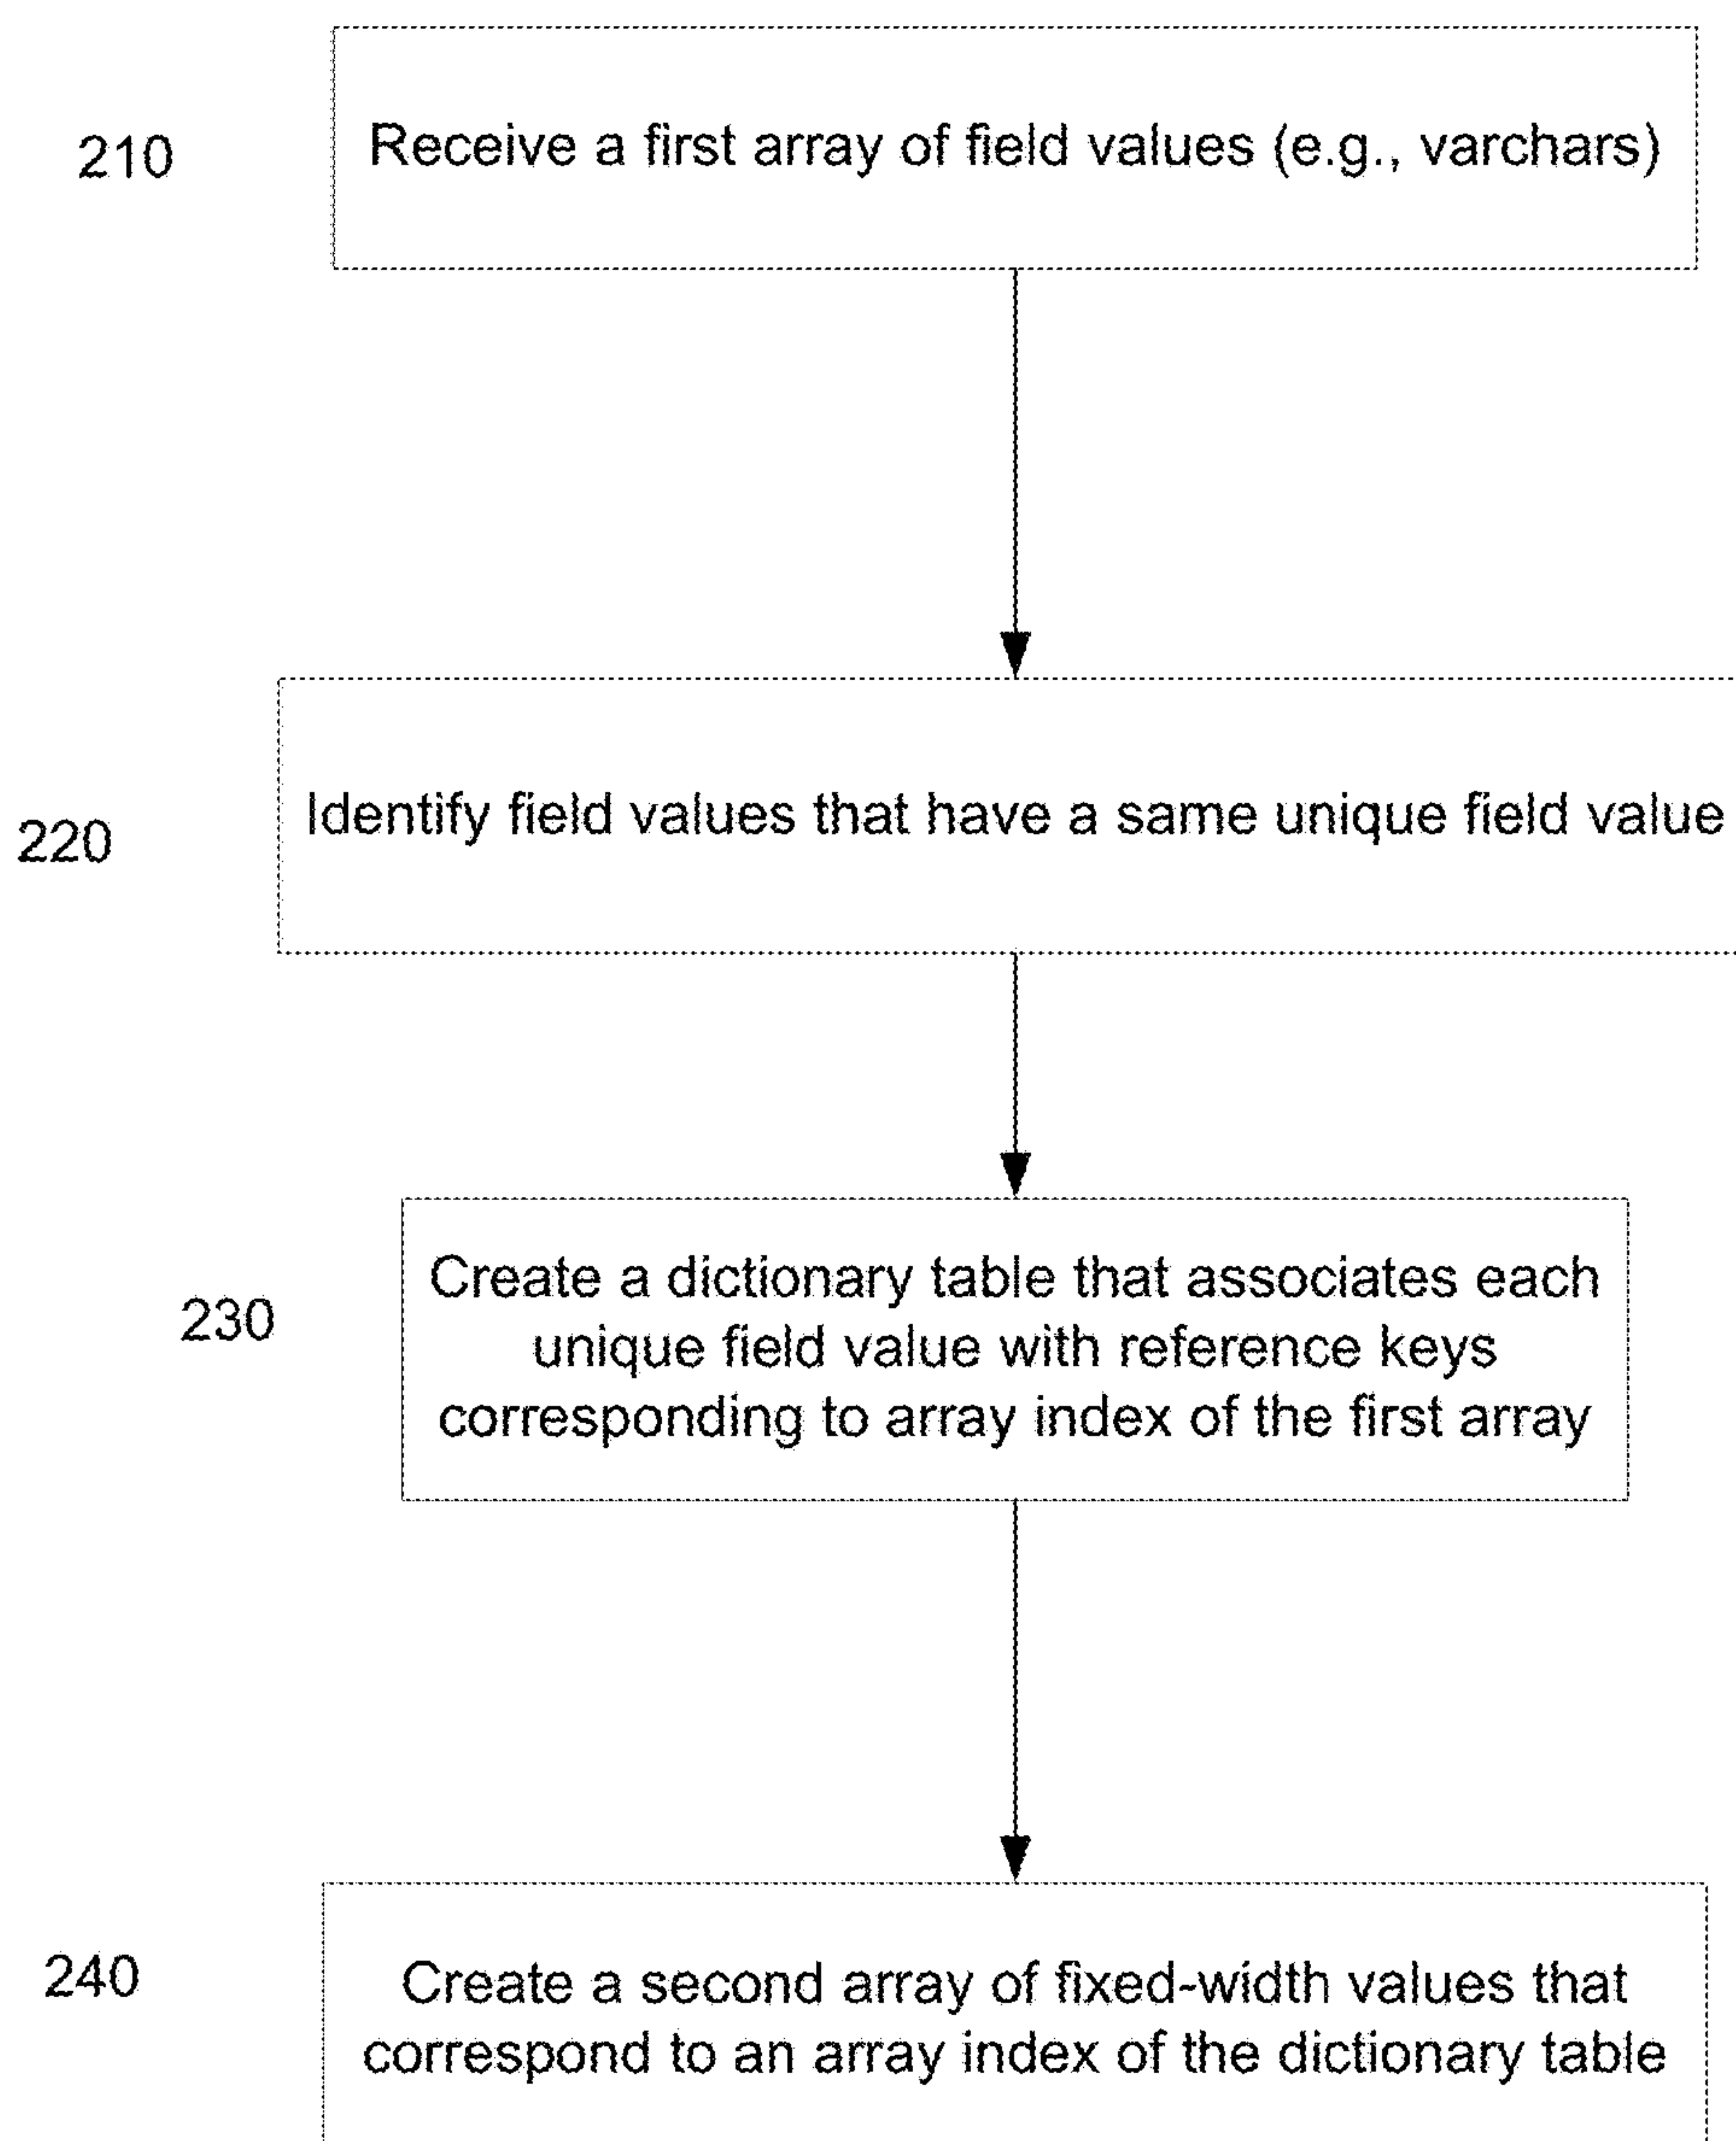 210
Receive a first array of field values (e.g., varchars)
220
Identify field values that have a same unique field value
230
Create a dictionary table that associates each
unique field value with reference keys
corresponding to array index of the first array
240
Create a second array of fixed-width values that
correspond to an array index of the dictionary table